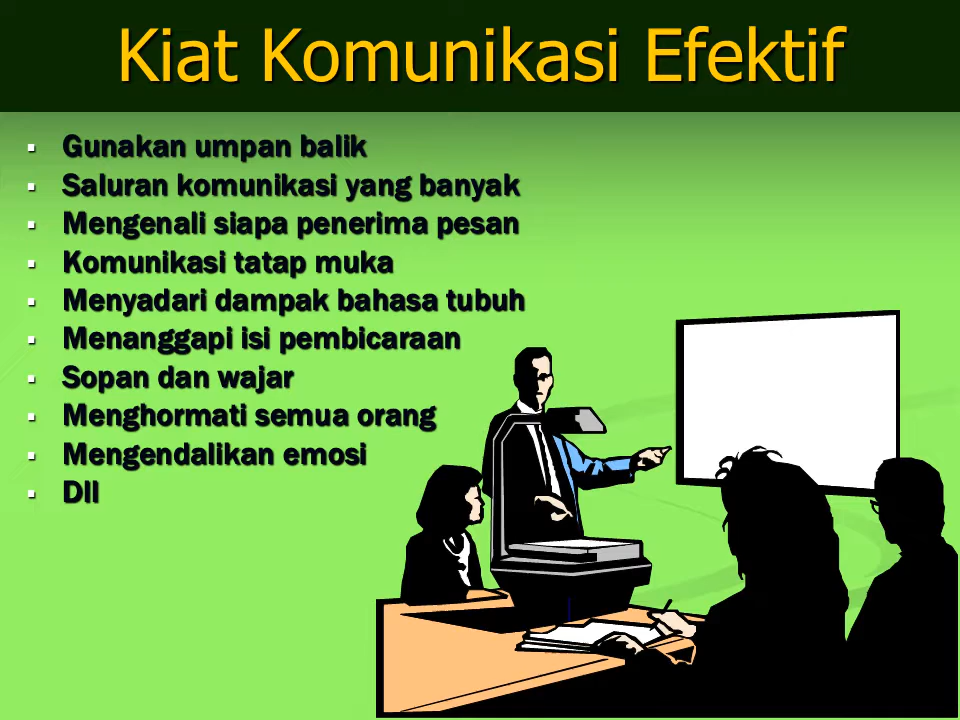 Kiat Komunikasi Efektif
Gunakan umpan balik
Saluran komunikasi yang banyak
Mengenali siapa penerima pesan
Komunikasi tatap muka
Menyadari dampak bahasa tubuh
Menanggapi isi pembicaraan
Sopan dan wajar
Menghormati semua orang
Mengendalikan emosi
Dll